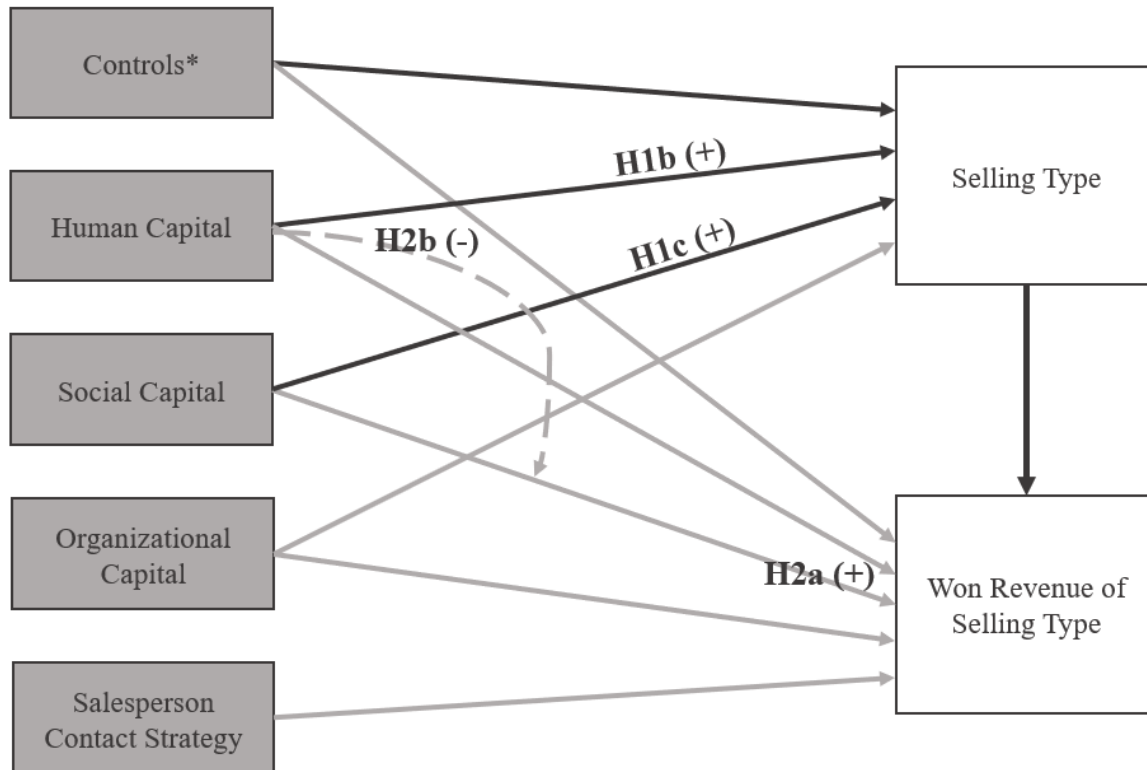 Controls*
Human Capital
Social Capital
Organizational
Capital
Salesperson
Contact Strategy
H1b (+)
H2b (-)
H1c (+)
H2a (+)
Selling Type
Won Revenue of
Selling Type